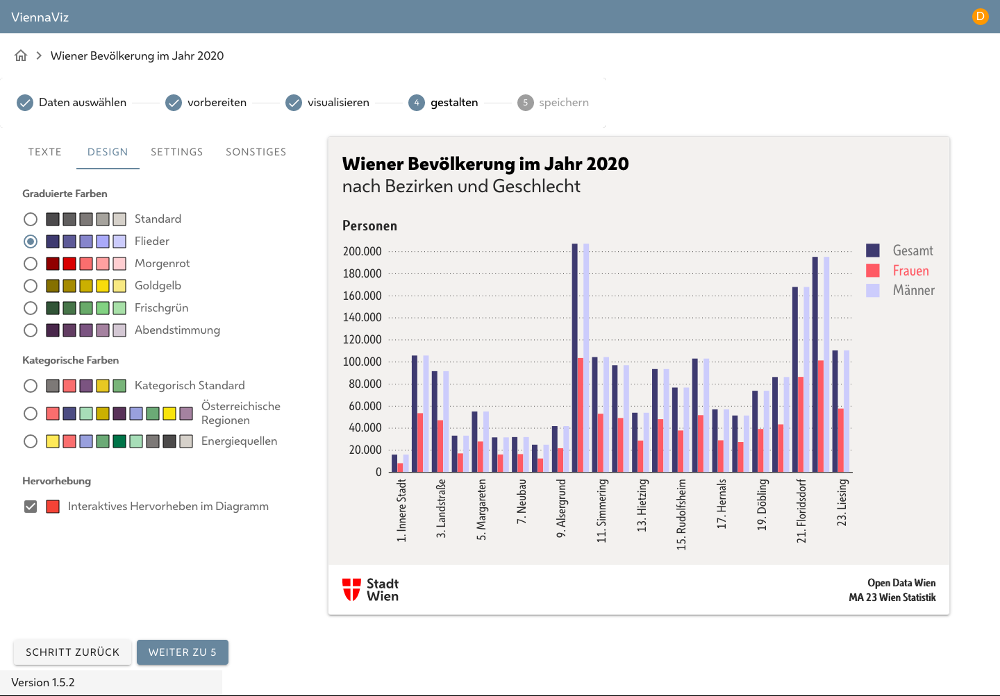 ViennaViz
D
Wiener Bevölkerung im Jahr 2020
Daten auswählen
vorbereiten
visualisieren
4 gestalten
5 speichern
TEXTE
DESIGN
SETTINGS
SONSTIGES
Graduierte Farben
Standard
Flieder
Morgenrot
Goldgelb
Frischgrün
Abendstimmung
Kategorische Farben
Kategorisch Standard
Österreichische
Regionen
Energiequellen
Hervorhebung
Interaktives Hervorheben im Diagramm
Wiener Bevölkerung im Jahr 2020
nach Bezirken und Geschlecht
Personen
200.000
180.000
160.000
140.000
120.000
100.000
80.000
60.000
40.000
20.000
0
1. Innere Stadt
3. Landstraße
5. Margareten
7. Neubau
9. Alsergrund
11. Simmering
13. Hietzing
15. Rudolfsheim
17. Hernals
19. Döbling
21. Floridsdorf
23. Liesing
Gesamt
Frauen
Männer
Stadt
Wien
Open Data Wien
MA 23 Wien Statistik
SCHRITT ZURÜCK
WEITER ZU 5
Version 1.5.2